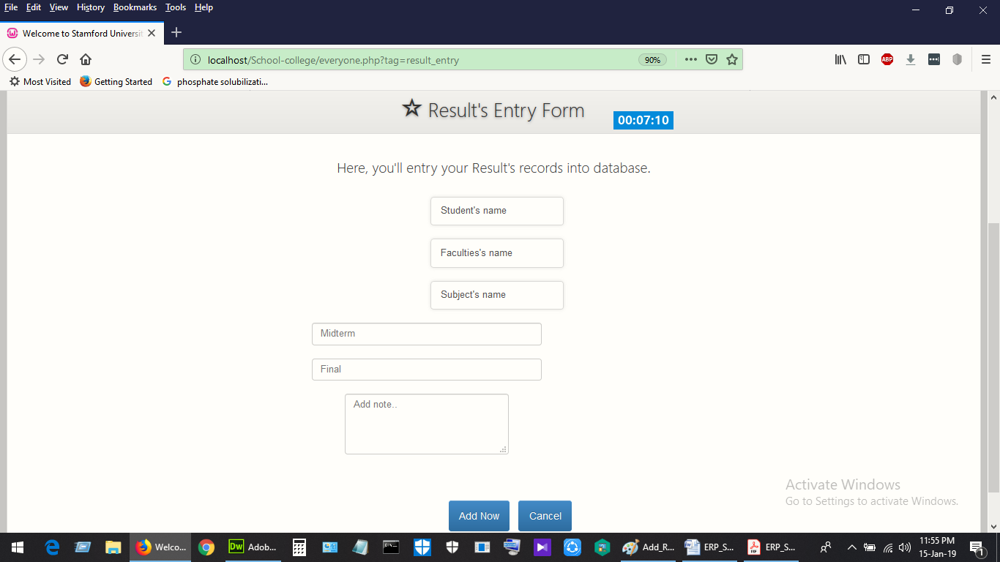 File Edit View History Bookmarks Tools Help
Welcome to Stamford Universit
localhost/School-college/everyone.php?tag=result_entry 90% ABP
Most Visited Getting Started G phosphate solubilizati...
Result's Entry Form
00:07:10
Here, you'll entry your Result's records into database.
Student's name
Faculties's name
Subject's name
Midterm
Final
Add note..
Activate Windows
Go to Settings to activate Windows.
Add Now Cancel
Welco... Dw Adob... Add_R... ERP_S... ERP_S... 11:55 PM
15-Jan-19 1